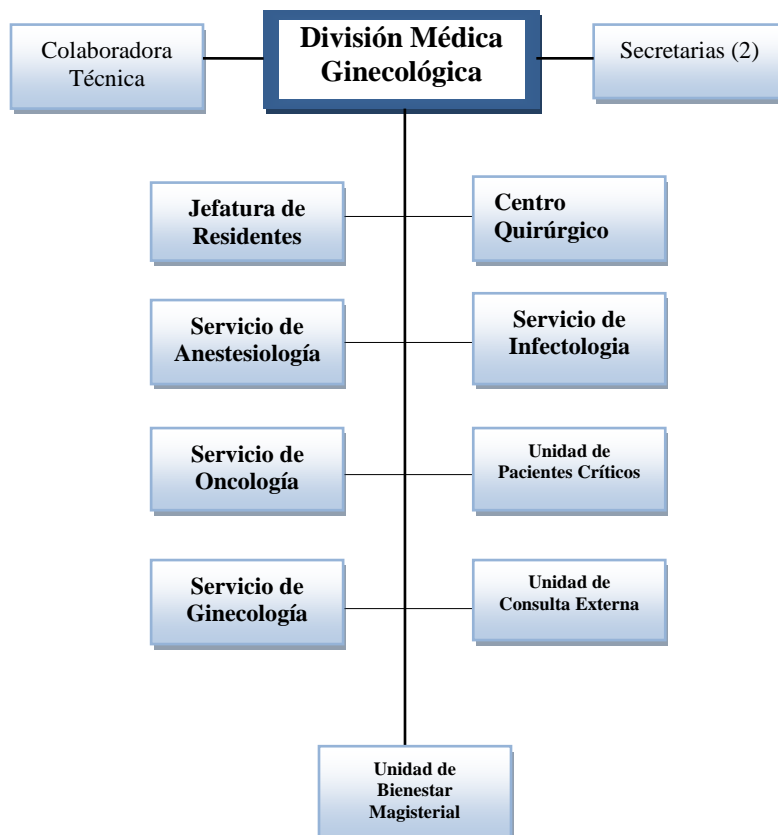 Colaboradora
Técnica
División Médica
Ginecológica
Secretarias (2)
Jefatura de
Residentes
Centro
Quirúrgico
Servicio de
Anestesiología
Servicio de
Infectologia
Servicio de
Oncología
Unidad de
Pacientes Críticos
Servicio de
Ginecología
Unidad de
Consulta Externa
Unidad de
Bienestar
Magisterial